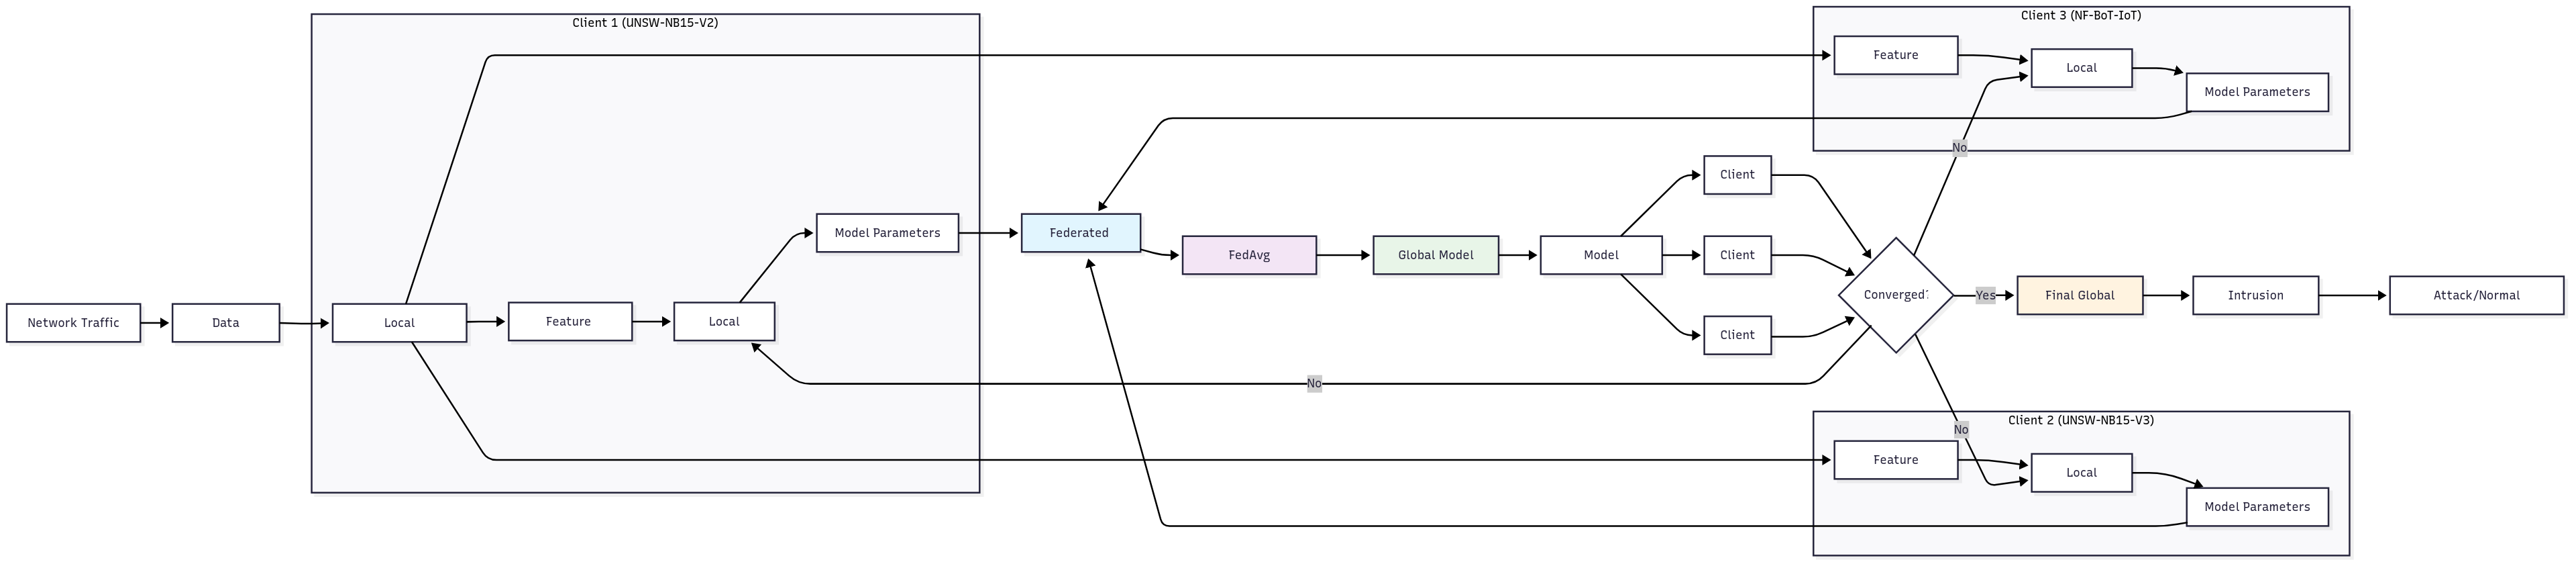 Client 1 (UNSW-NB15-V2)
Client 3 (NF-BoT-IoT)
Feature
Local
Model Parameters
No
Client
Model Parameters
Federated
FedAvg
Global Model
Model
Client
Converged?
Yes
Final Global
Intrusion
Attack/Normal
Network Traffic
Data
Local
Feature
Local
Client
No
Client 2 (UNSW-NB15-V3)
No
Feature
Local
Model Parameters